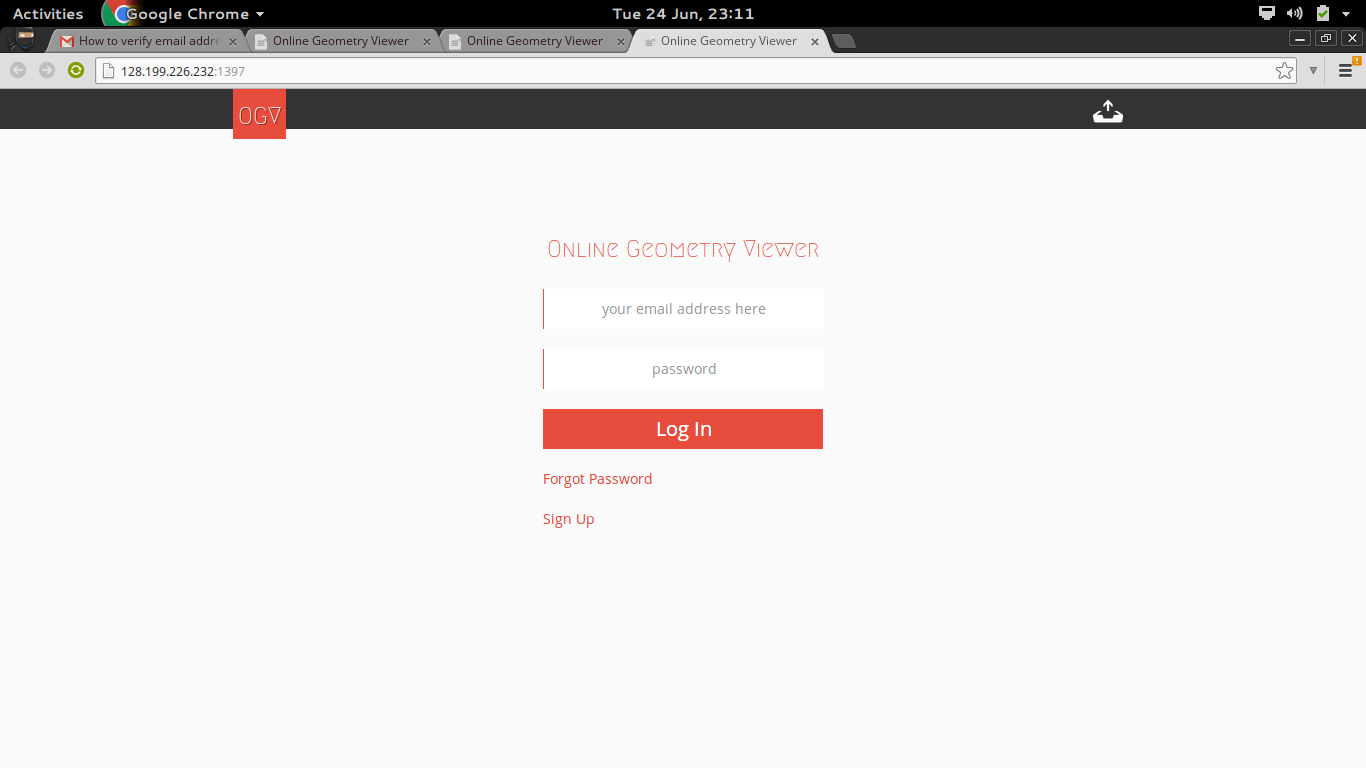 Activities Google Chrome Tue 24 Jun, 23:11
How to verify email addre Online Geometry Viewer Online Geometry Viewer Online Geometry Viewer
128.199.226.232:1397
OGV
Online Geometry Viewer
your email address here
password
Log In
Forgot Password
Sign Up